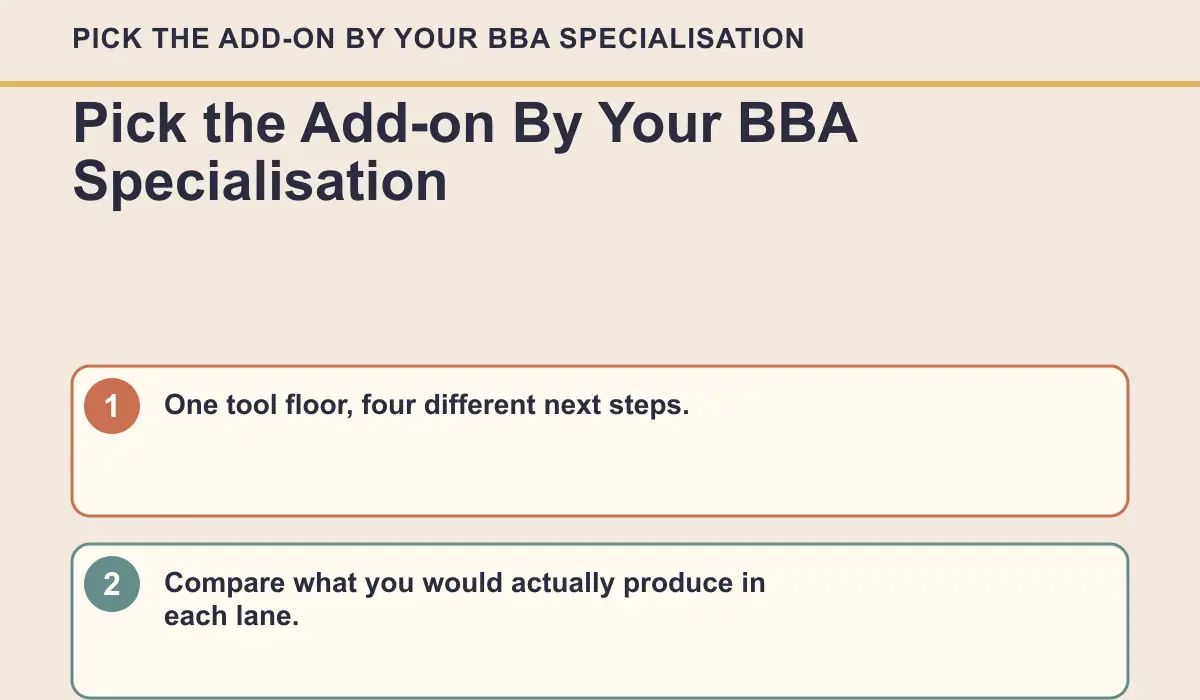 PICK THE ADD-ON BY YOUR BBA SPECIALISATION
Pick the Add-on By Your BBA
Specialisation
1
One tool floor, four different next steps.
2
Compare what you would actually produce in
each lane.